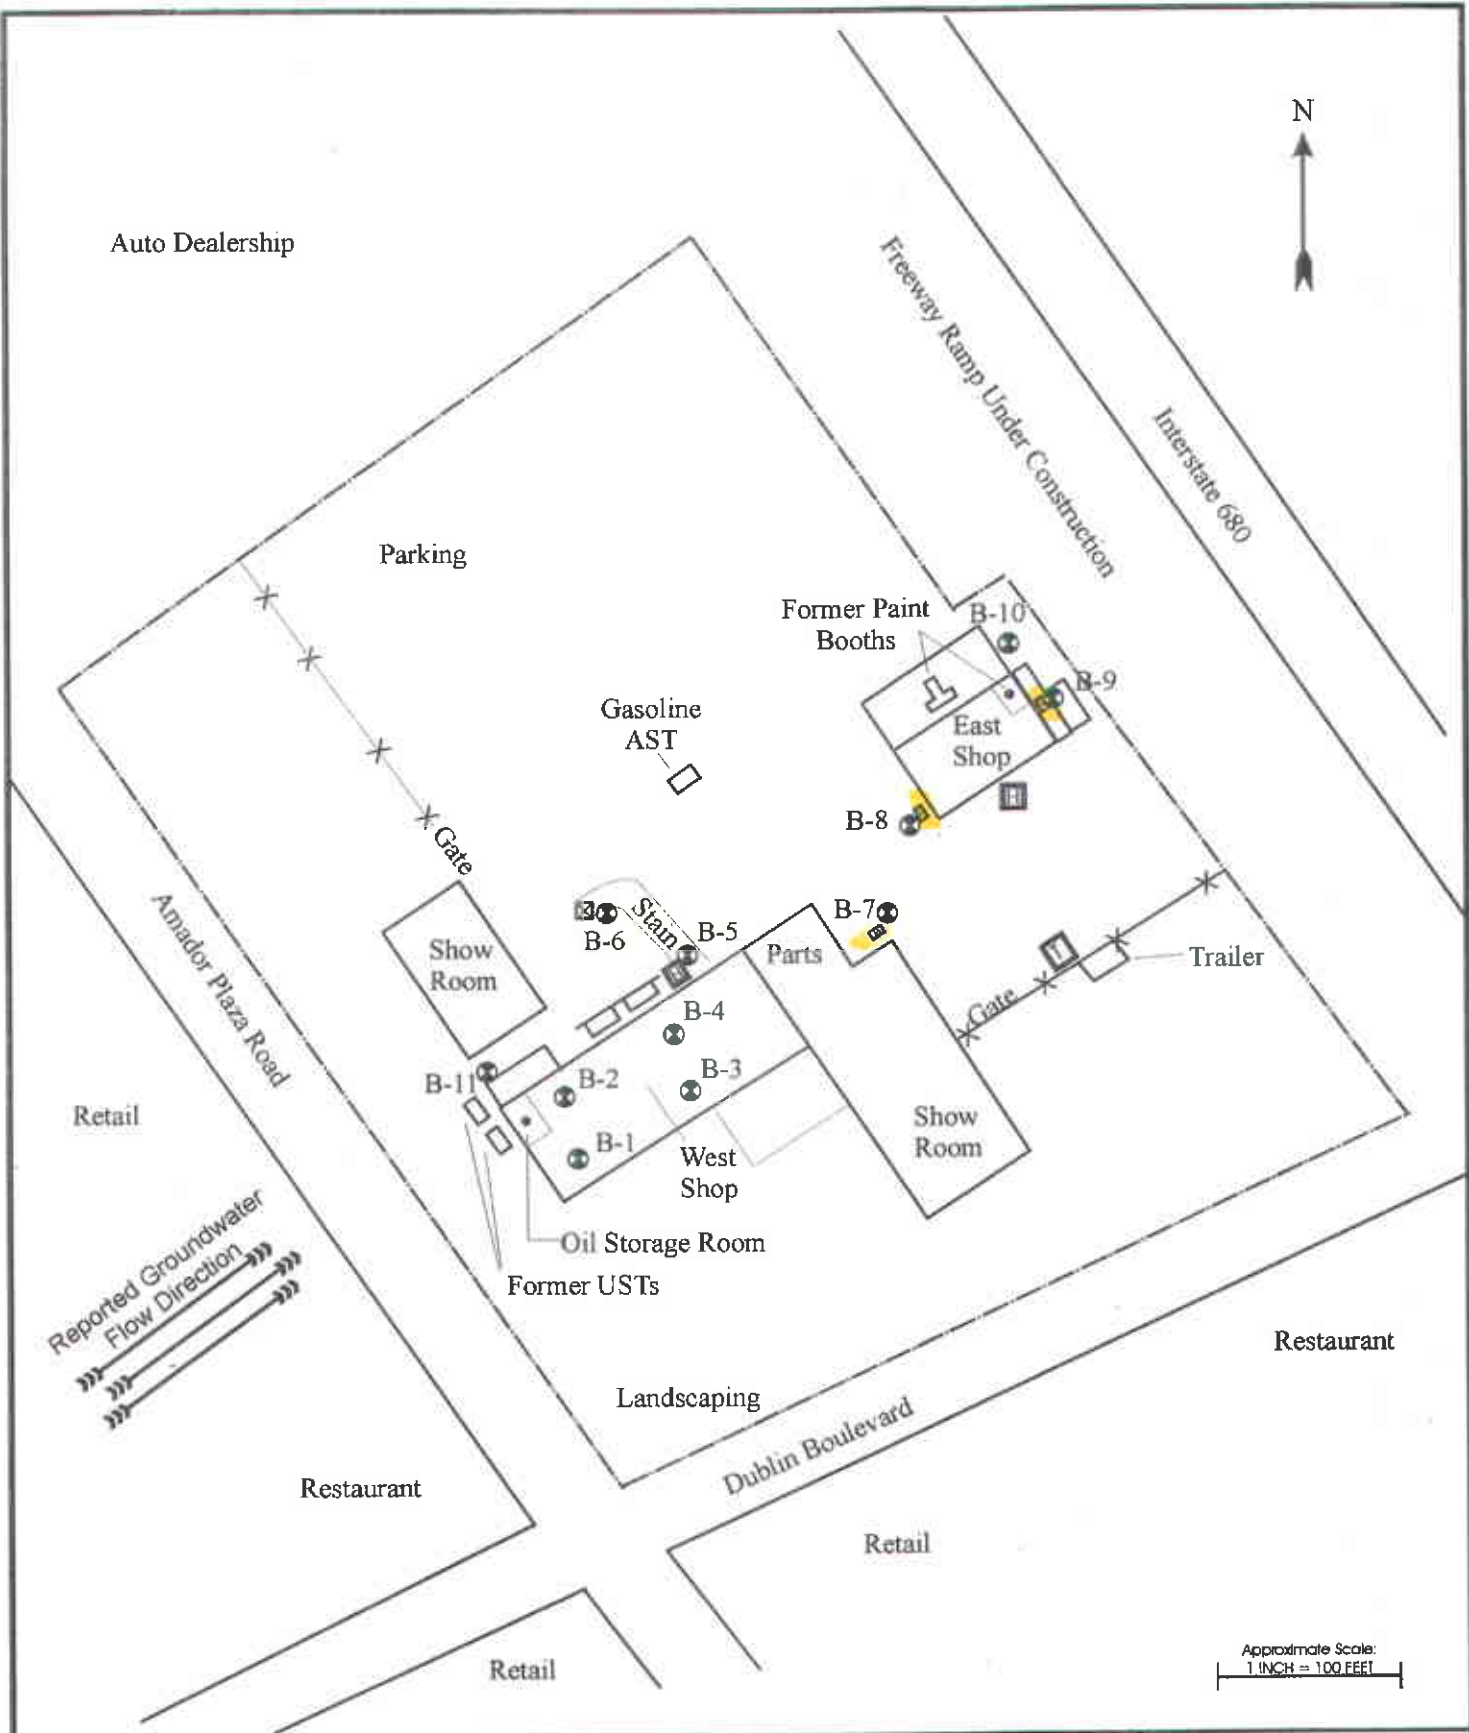 N
Auto Dealership
Freeway Ramp Under Construction
Interstate 680
Parking
Former Paint
Booths
B-10
B-9
Gasoline
AST
East
Shop
B-8
Gate
Stain
B-7
B-6
B-5
Show
Room
Parts
Trailer
Amador Plaza Road
Gate
B-4
B-11
B-2
B-3
Retail
Show
Room
B-1
West
Shop
Reported Groundwater
Flow Direction
Oil Storage Room
Former USTs
Restaurant
Landscaping
Dublin Boulevard
Restaurant
Retail
Approximate Scale:
1 INCH = 100 FEET
Retail